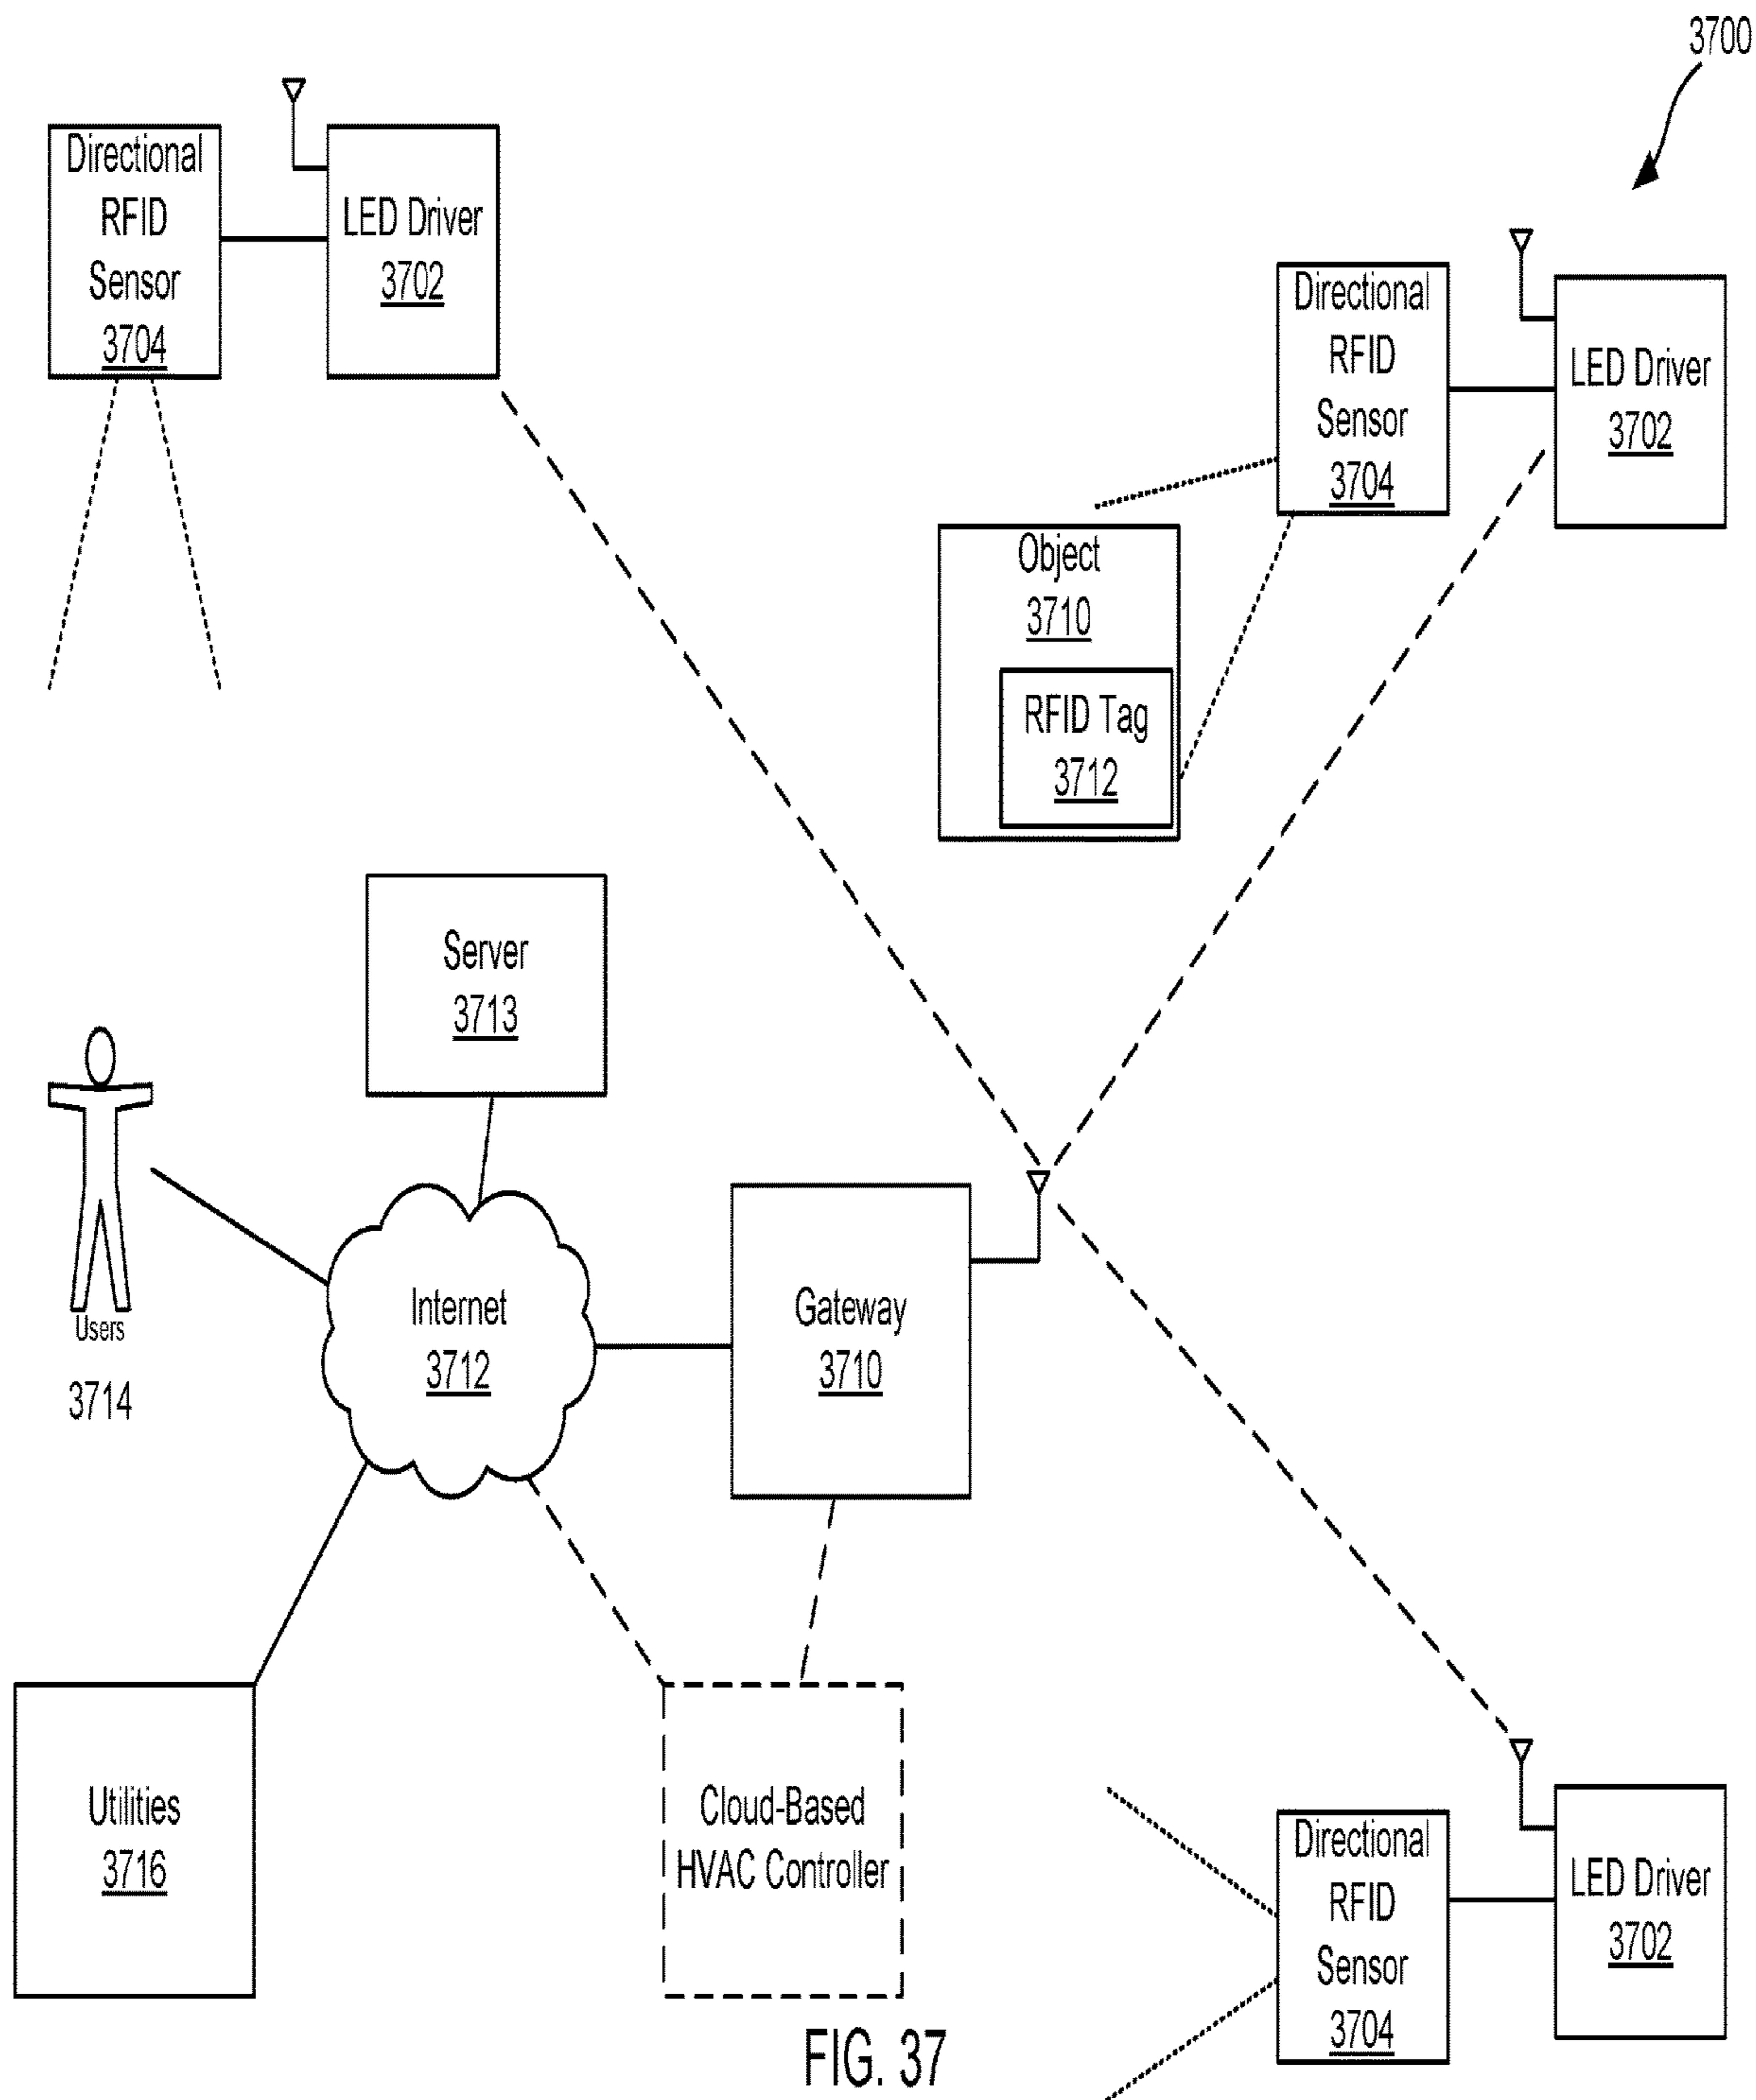 3700
Directional
RFID
Sensor
3704
LED Driver
3702
Directional
RFID
Sensor
3704
LED Driver
3702
Object
3710
RFID Tag
3712
Server
3713
Users
3714
Internet
3712
Gateway
3710
Utilities
3716
Cloud-Based
HVAC Controller
Directional
RFID
Sensor
3704
LED Driver
3702
FIG. 37